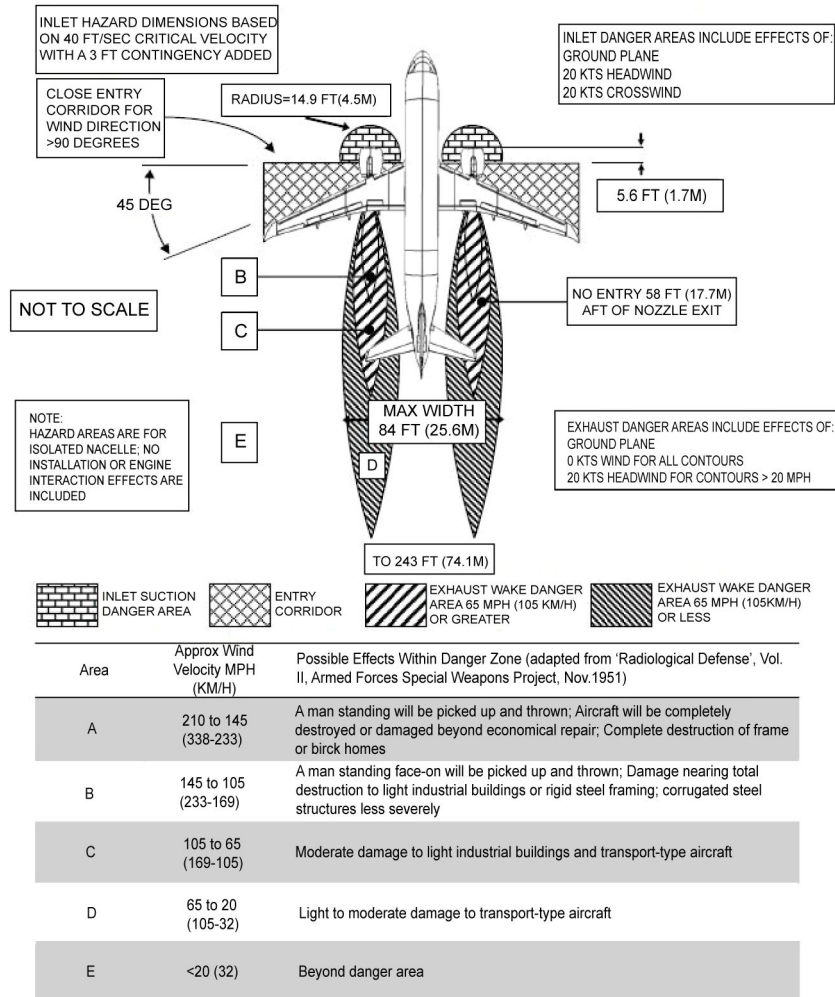 INLET HAZARD DIMENSIONS BASED
ON 40 FT/SEC CRITICAL VELOCITY
WITH A 3 FT CONTINGENCY ADDED
INLET DANGER AREAS INCLUDE EFFECTS OF:
GROUND PLANE
20 KTS HEADWIND
20 KTS CROSSWIND
CLOSE ENTRY
CORRIDOR FOR
WIND DIRECTION
>90 DEGREES
RADIUS=14.9 FT(4.5M)
45 DEG
5.6 FT (1.7M)
B
NOT TO SCALE
NO ENTRY 58 FT (17.7M)
AFT OF NOZZLE EXIT
C
NOTE:
HAZARD AREAS ARE FOR
ISOLATED NACELLE; NO
INSTALLATION OR ENGINE
INTERACTION EFFECTS ARE
INCLUDED
E
MAX WIDTH
84 FT (25.6M)
D
EXHAUST DANGER AREAS INCLUDE EFFECTS OF:
GROUND PLANE
0 KTS WIND FOR ALL CONTOURS
20 KTS HEADWIND FOR CONTOURS > 20 MPH
TO 243 FT (74.1M)
INLET SUCTION
DANGER AREA
ENTRY
CORRIDOR
EXHAUST WAKE DANGER
AREA 65 MPH (105 KM/H)
OR GREATER
EXHAUST WAKE DANGER
AREA 65 MPH (105KM/H)
OR LESS
Area
Approx Wind
Velocity MPH
(KM/H)
Possible Effects Within Danger Zone (adapted from 'Radiological Defense', Vol.
II, Armed Forces Special Weapons Project, Nov.1951)
A
210 to 145
(338-233)
A man standing will be picked up and thrown; Aircraft will be completely
destroyed or damaged beyond economical repair; Complete destruction of frame
or birck homes
B
145 to 105
(233-169)
A man standing face-on will be picked up and thrown; Damage nearing total
destruction to light industrial buildings or rigid steel framing; corrugated steel
structures less severely
C
105 to 65
(169-105)
Moderate damage to light industrial buildings and transport-type aircraft
D
65 to 20
(105-32)
Light to moderate damage to transport-type aircraft
E
<20 (32)
Beyond danger area